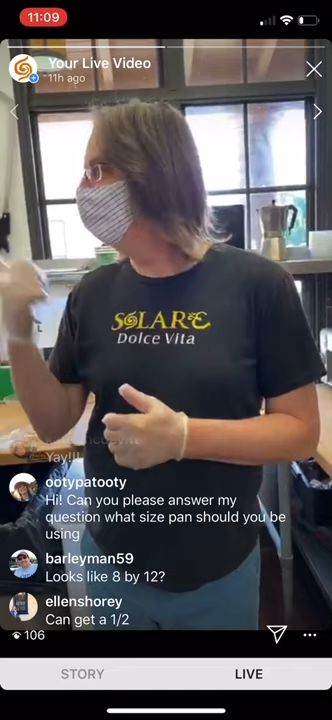 11:09
Your Live Video
11h ago
SOLARE
Dolce Vita
Yay!!!
ootypatooty
Hi! Can you please answer my
question what size pan should you be
using
barleyman59
Looks like 8 by 12?
ellenshorey
Can get a 1/2
106
STORY
LIVE